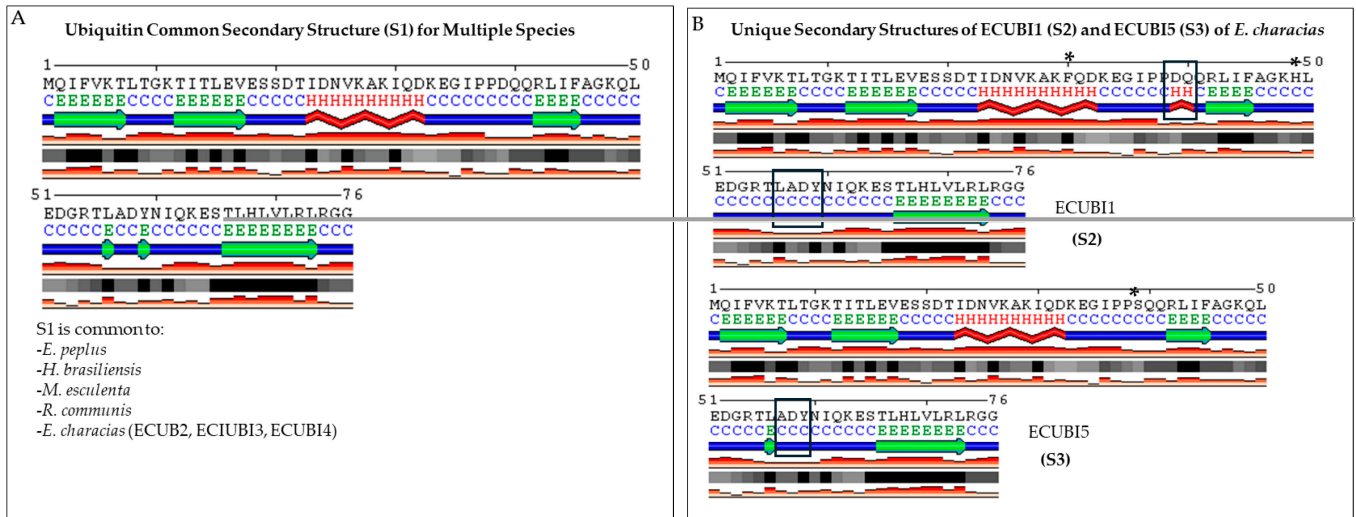 A
Ubiquitin Common Secondary Structure (S1) for Multiple Species
1 50
MQIFVKTLTGKTITLEVESSDTIDNVKAKIQDKEGIPPDQQRLIFAGKQL
CEEEEEECCCCEEEEEECCCCCHHHHHHHHHHCCCCCCCCCEEEECCCCC
51 76
EDGRTLADYNIQKESTLHLVLRLRGG
CCCCCECCECCCCCCEEEEEEEECCC
S1 is common to:
-E. peplus
-H. brasiliensis
-M. esculenta
-R. communis
-E. characias (ECUB2, ECIUBI3, ECUBI4)
B
Unique Secondary Structures of ECUBI1 (S2) and ECUBI5 (S3) of E. characias
1 * * 50
MQIFVKTLTGKTITLEVESSDTIDNVKAKFQDKEGIPPDQQRLIFAGKHL
CEEEEEECCCCEEEEEECCCCCHHHHHHHHHHCCCCCCHHCEEEECCCCC
51 76
EDGRTLADYNIQKESTLHLVLRLRGG
CCCCCCCCCCCCCCCEEEEEEEECCC
ECUBI1
(S2)
1 * 50
MQIFVKTLTGKTITLEVESSDTIDNVKAKIQDKEGIPPSQQRLIFAGKQL
CEEEEEECCCCEEEEEECCCCCHHHHHHHHHHCCCCCCCCCEEEECCCCC
51 76
EDGRTLADYNIQKESTLHLVLRLRGG
CCCCCECCCCCCCCCEEEEEEEECCC
ECUBI5
(S3)